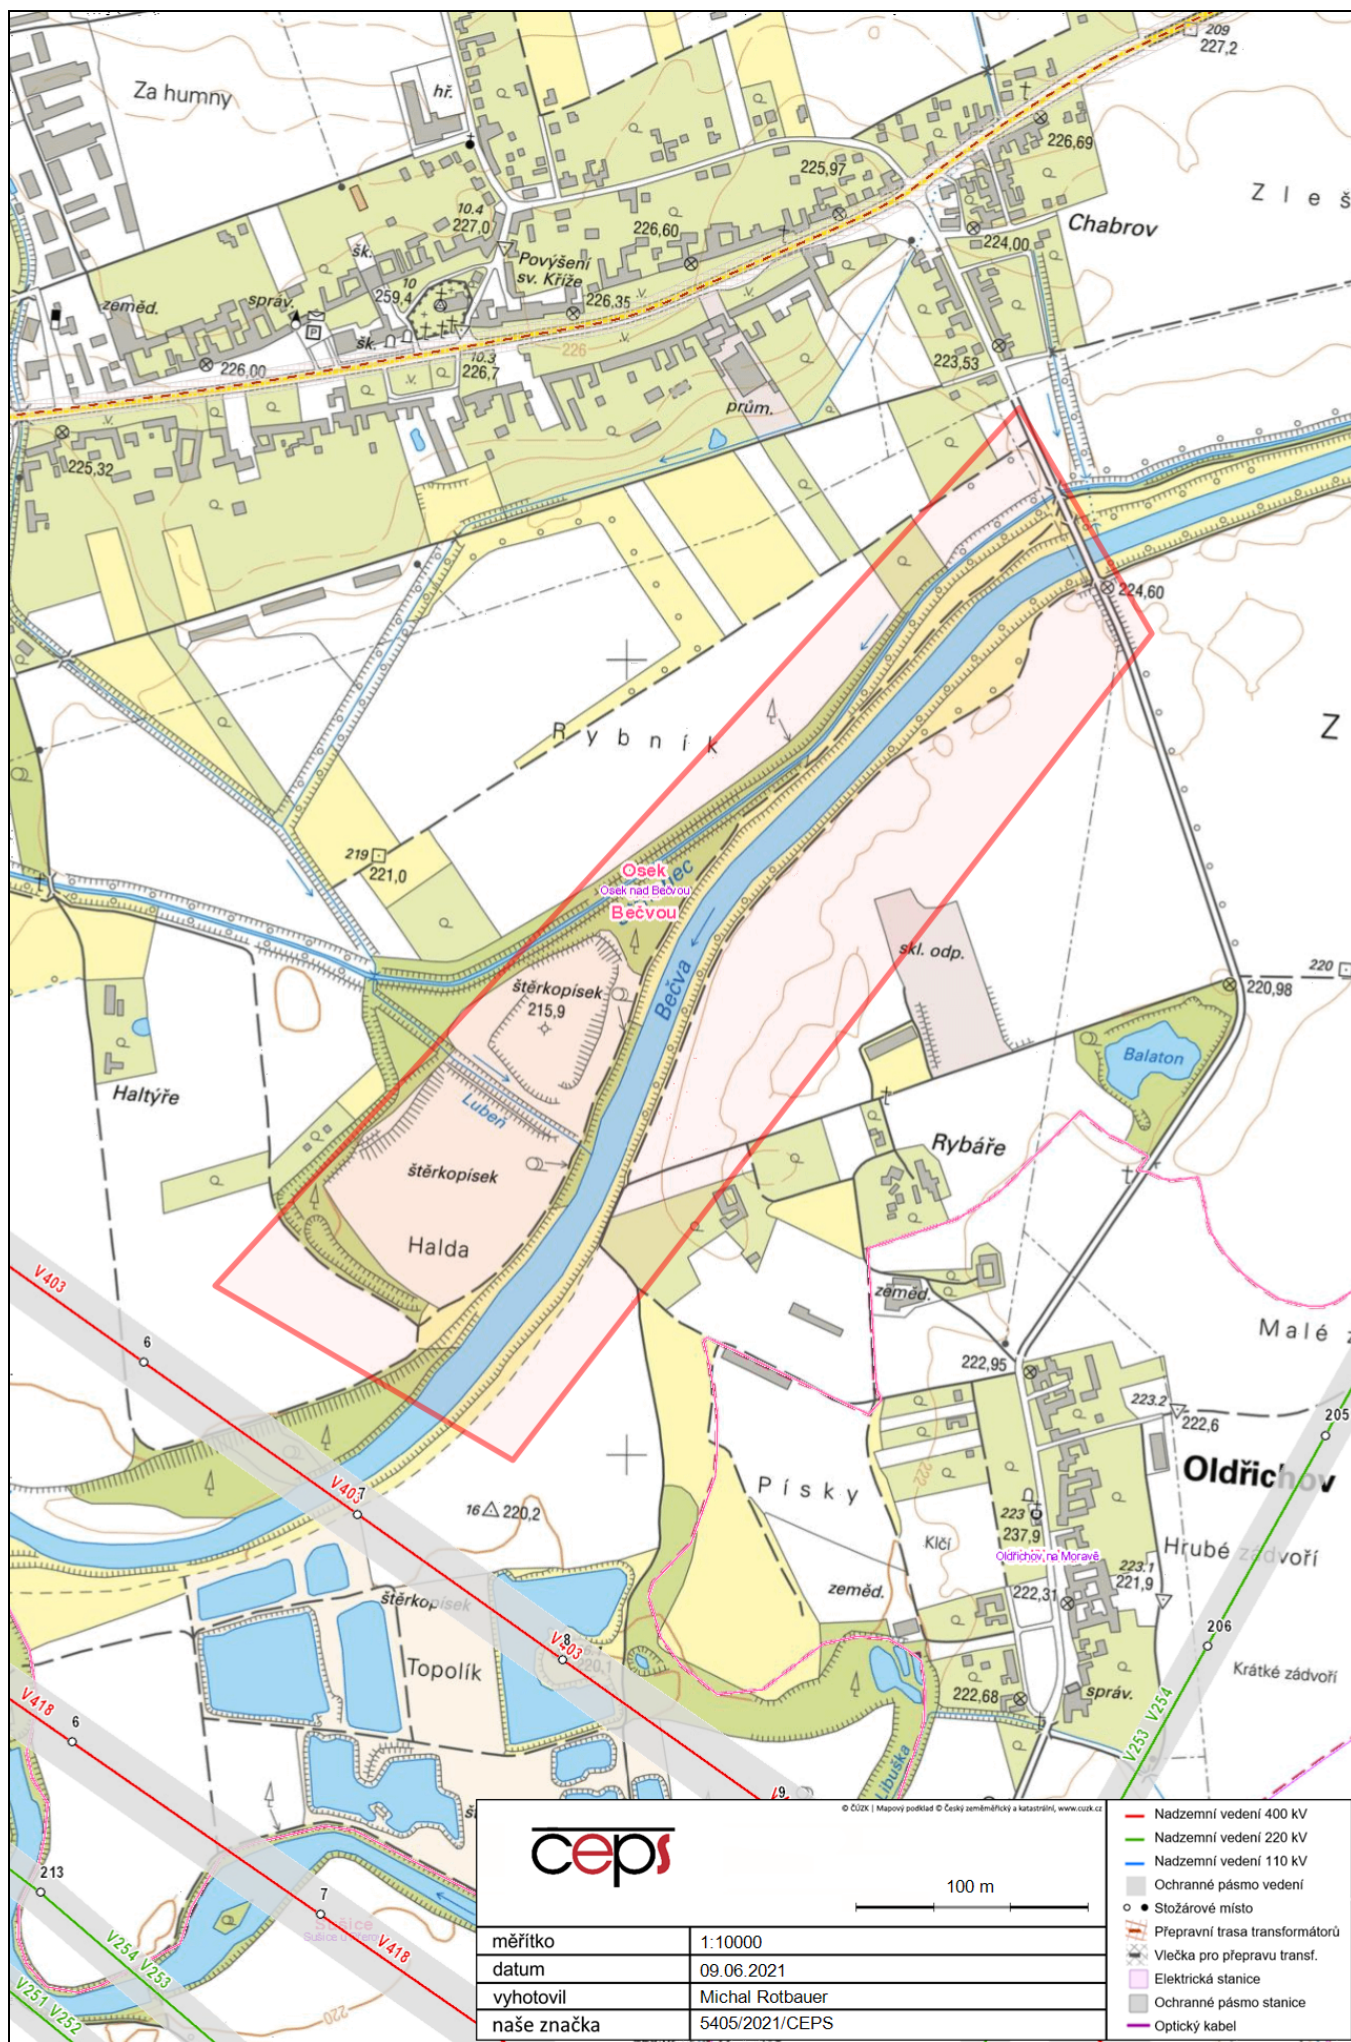 209
227,2
Za humny
hř.
226,69
225,97
Z l e š
10.4
227,0
226,60
Chabrov
šk.
Povýšení
sv. Kříže
224,00
10
259,4
zeměd.
správ.
226,35
šk.
226
10.3
226,7
226,00
223,53
prům.
225,32
224,60
R y b n í k
Z
219
221,0
Osek
Osek nad Bečvou
Bečvou
skl. odp.
220
220,98
štěrkopísek
215,9
Bečva
Balaton
Haltýře
Lubeň
Rybáře
štěrkopísek
Halda
V403
zeměd.
Malé z
6
222,95
223.2
222,6
205
Oldřichov
V403
7
16 220,2
P í s k y
222
223
237,9
Klčí
Oldřichov na Moravě
Hrubé zádvoří
223.1
221,9
štěrkopísek
zeměd.
222,31
206
8
V403
Topolík
Krátké zádvoří
V418
6
222,68
správ.
V253 V254
Libuška
9
213
7
Sušice
V418
V254 V253
V251 V252
220
© ČÚZK | Mapový podklad © Český zeměměřický a katastrální, www.cuzk.cz
čeps
100 m
měřítko 1:10000
datum 09.06.2021
vyhotovil Michal Rotbauer
naše značka 5405/2021/CEPS
Nadzemní vedení 400 kV
Nadzemní vedení 220 kV
Nadzemní vedení 110 kV
Ochranné pásmo vedení
Stožárové místo
Přepravní trasa transformátorů
Vlečka pro přepravu transf.
Elektrická stanice
Ochranné pásmo stanice
Optický kabel